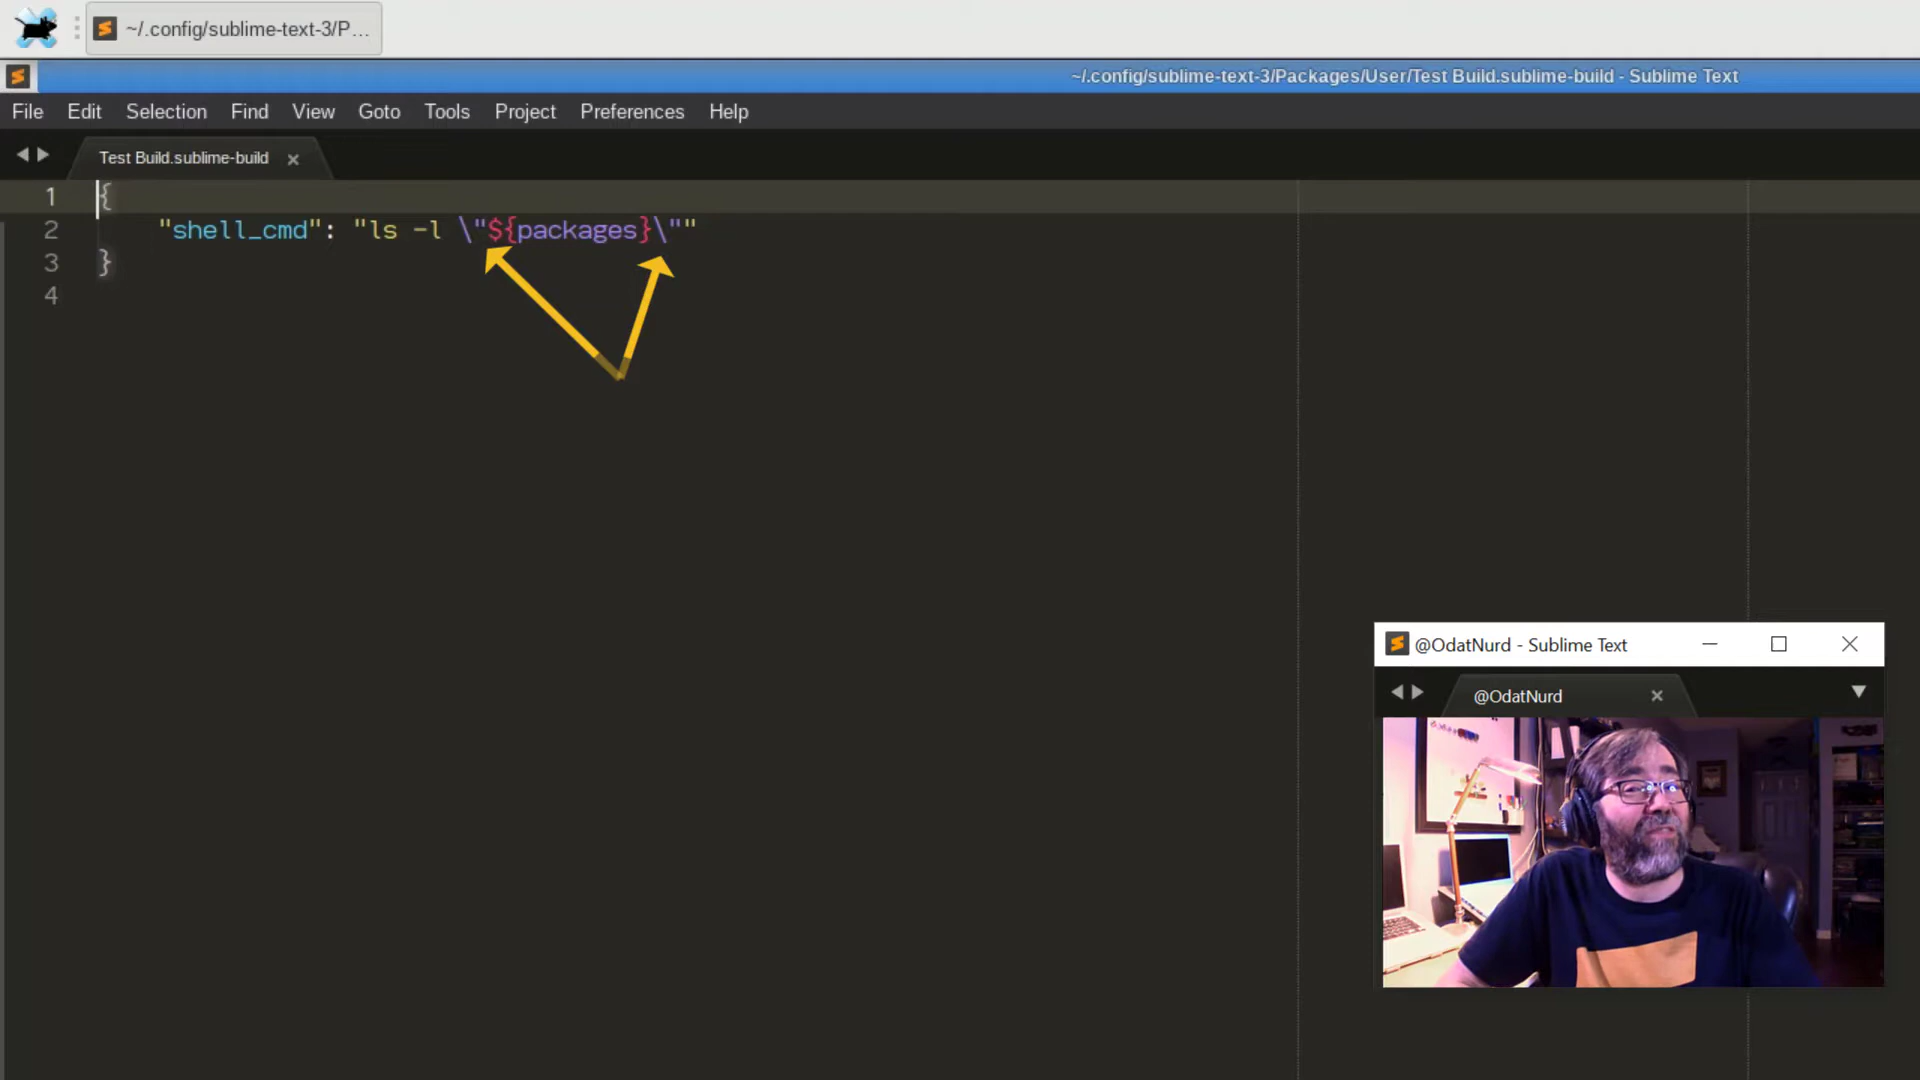 ~/.config/sublime-text-3/P...
~/.config/sublime-text-3/Packages/User/Test Build.sublime-build - Sublime Text
File Edit Selection Find View Goto Tools Project Preferences Help
Test Build.sublime-build
1 {
2 "shell_cmd": "ls -l \"${packages}\""
3 }
4
@OdatNurd - Sublime Text
@OdatNurd